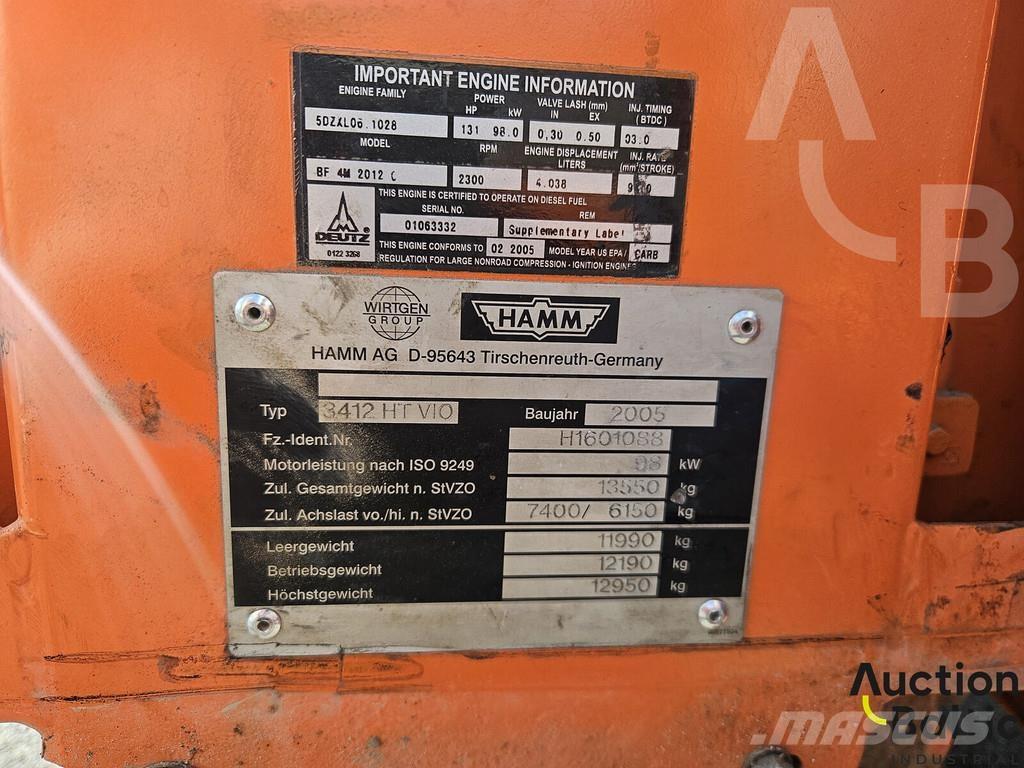 IMPORTANT ENGINE INFORMATION
ENIGINE FAMILY POWER VALVE LASH (mm) INJ. TIMING
HP kW IN EX (BTDC)
5DZXL06.1028 131 98.0 0,30 0.50 03.0
MODEL RPM ENGINE DISPLACEMENT LITERS INJ. RATE (mm³/STROKE)
BF 4M 2012 C 2300 4.038
THIS ENGINE IS CERTIFIED TO OPERATE ON DIESEL FUEL
SERIAL NO. REM
01063332 Supplementary Label
DEUTZ
0122 3268
THIS ENGINE CONFORMS TO 02 2005 MODEL YEAR US EPA / CARB
REGULATION FOR LARGE NONROAD COMPRESSION - IGNITION ENGINES
WIRTGEN GROUP HAMM
HAMM AG D-95643 Tirschenreuth-Germany
Typ 3412 HT VIO Baujahr 2005
Fz.-Ident.Nr. H1601088
Motorleistung nach ISO 9249 98 kW
Zul. Gesamtgewicht n. StVZO 13550 kg
Zul. Achslast vo./hi. n. StVZO 7400/ 6150 kg
Leergewicht 11990 kg
Betriebsgewicht 12190 kg
Höchstgewicht 12950 kg
A
B
Auction
MASCUS
INDUSTRIAL